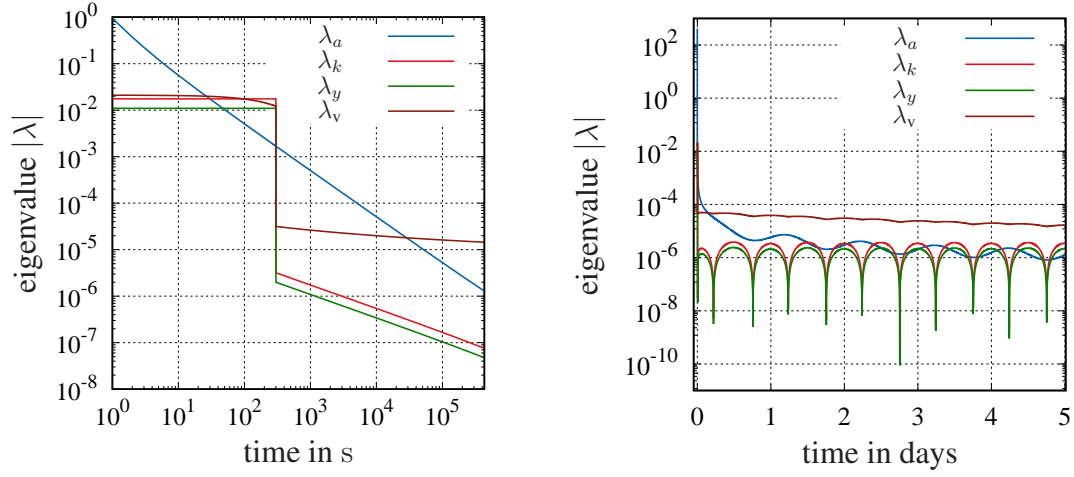 eigenvalue |λ|
10^0
10^-1
10^-2
10^-3
10^-4
10^-5
10^-6
10^-7
10^-8
λ_a
λ_k
λ_y
λ_v
10^0 10^1 10^2 10^3 10^4 10^5
time in s
eigenvalue |λ|
10^2
10^0
10^-2
10^-4
10^-6
10^-8
10^-10
λ_a
λ_k
λ_y
λ_v
0 1 2 3 4 5
time in days